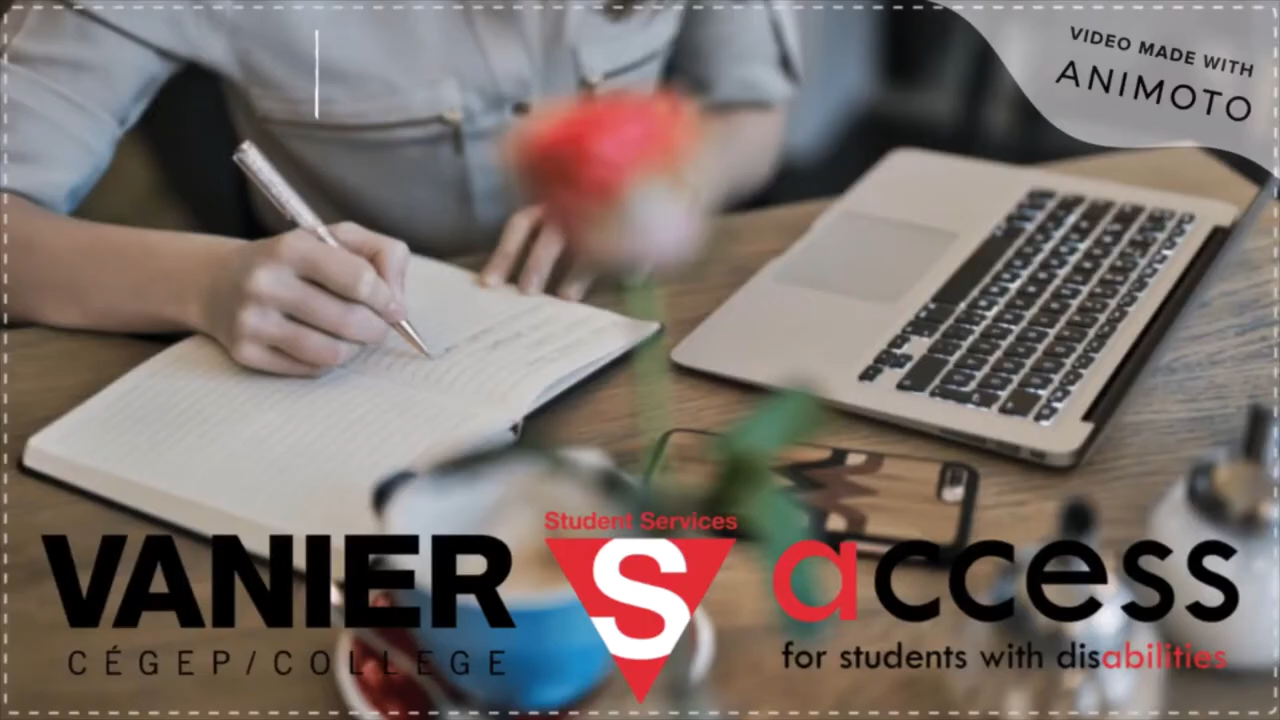 VIDEO MADE WITH
ANIMOTO
Student Services
VANIER
S
access
CÉGEP/COLLEGE
for students with disabilities